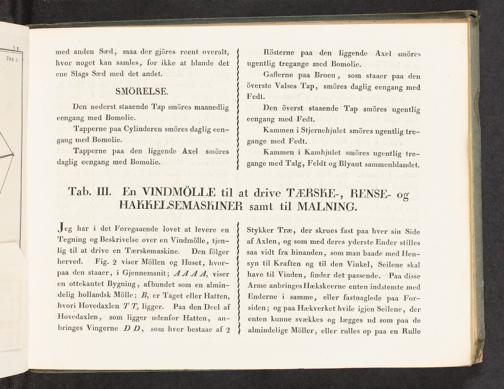 med anden Sæd, maa der gjöres reent overalt,
hvor noget kan samles, for ikke at blande det
ene Slags Sæd med det andet.
SMÖRELSE.
Den nederst staaende Tap smöres maanedlig
eengang med Bomolie.
Tapperne paa Cylinderen smöres daglig een-
gang med Bomolie.
Tapperne paa den liggende Axel smöres
daglig eengang med Bomolie.
Rösterne paa den liggende Axel smöres
ugentlig tregange med Bomolie.
Gaflerne paa Broen, som staaer paa den
överste Valses Tap, smöres daglig eengang med
Fedt.
Den överst staaende Tap smöres ugentlig
eengang med Fedt.
Kammen i Stjernehjulet smöres ugentlig tre-
gange med Fedt.
Kammen i Kamhjulet smöres ugentlig tre-
gange med Talg, Feldt og Blyant sammenblandet.
Tab. III. En VINDMÖLLE til at drive TÆRSKE-, RENSE- og
HAKKELSEMASKINER samt til MALNING.
Jeg har i det Foregaaende lovet at levere en
Tegning og Beskrivelse over en Vindmölle, tjen-
lig til at drive en Tærskemaskine. Den fölger
herved. Fig. 2 viser Möllen og Huset, hvor-
paa den staaer, i Gjennemsnit; A A A A, viser
en ottekantet Bygning, afbundet som en almin-
delig hollandsk Mölle; B, er Taget eller Hatten,
hvori Hovedaxlen T T, ligger. Paa den Deel af
Hovedaxlen, som ligger udenfor Hatten, an-
bringes Vingerne D D, som hver bestaae af 2
Stykker Træ, der skrues fast paa hver sin Side
af Axlen, og som med deres yderste Ender stilles
saa vidt fra hinanden, som man baade med Hen-
syn til Kraften og til den Vinkel, Seilene skal
have til Vinden, finder det passende. Paa disse
Arme anbringes Hækskeerne enten indstemte med
Enderne i samme, eller fastnaglede paa For-
siden; og paa Hækverket hvile igjen Seilene, der
enten kunne svækkes og lægges ud som paa de
almindelige Möller, eller rulles op paa en Rulle